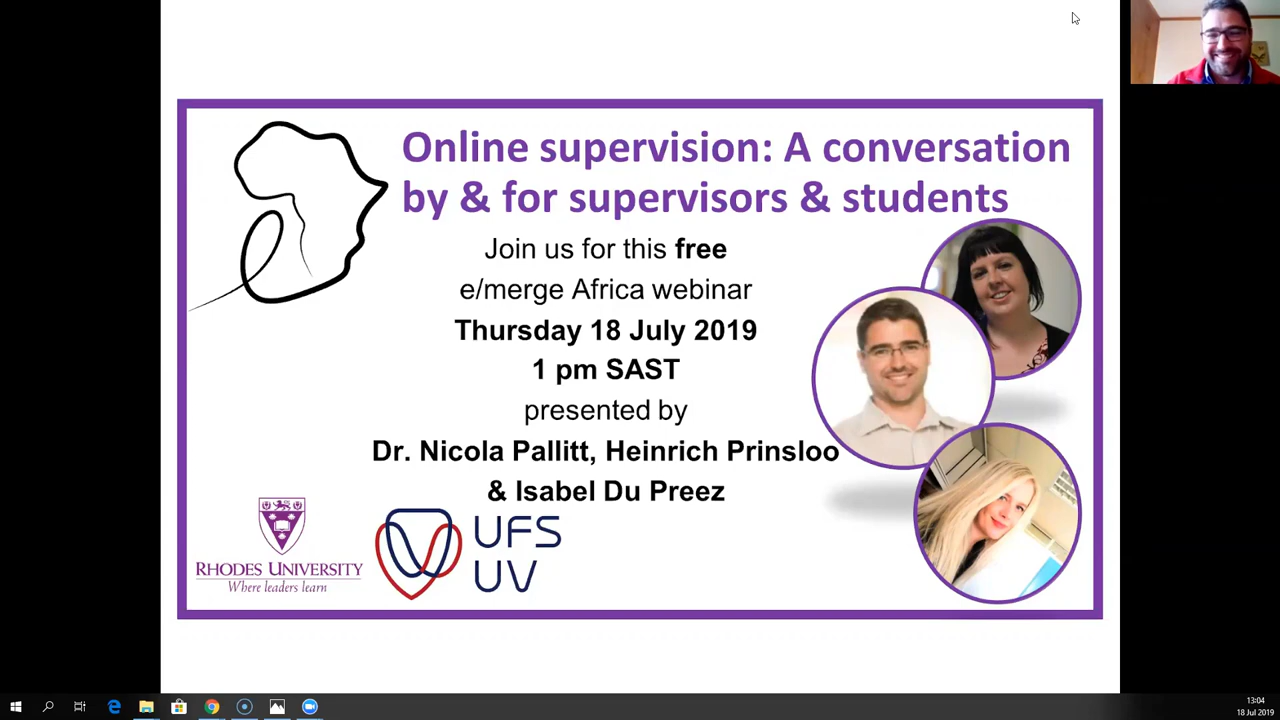 Online supervision: A conversation
by & for supervisors & students
Join us for this free
e/merge Africa webinar
Thursday 18 July 2019
1 pm SAST
presented by
Dr. Nicola Pallitt, Heinrich Prinsloo
& Isabel Du Preez
RHODES UNIVERSITY
Where leaders learn
UFS
UV
13:04
18 Jul 2019